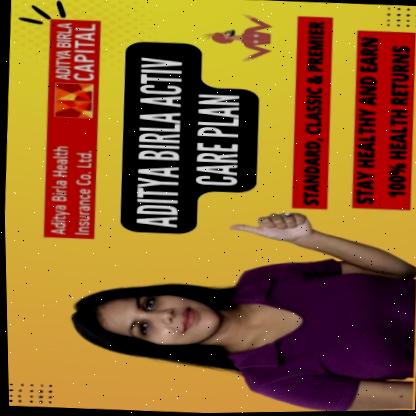 Aditya Birla Health
Insurance Co. Ltd.
ADITYA BIRLA
CAPITAL
ADITYA BIRLA ACTIV
CARE PLAN
STANDARD, CLASSIC & PREMIER
STAY HEALTHY AND EARN
100% HEALTH RETURNS